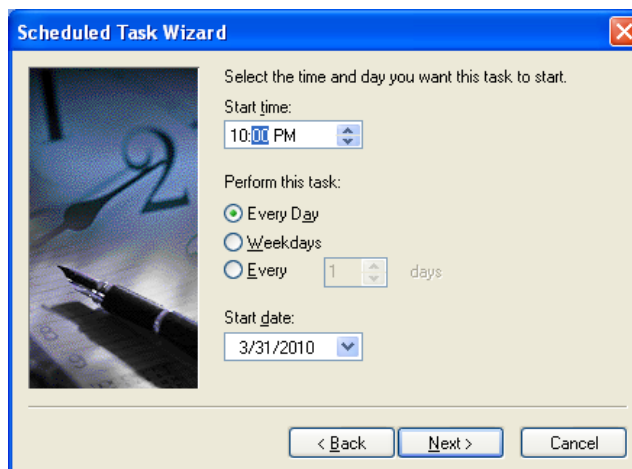 Scheduled Task Wizard
Select the time and day you want this task to start.
Start time:
10:00 PM
Perform this task:
Every Day
Weekdays
Every 1 days
Start date:
3/31/2010
< Back Next > Cancel